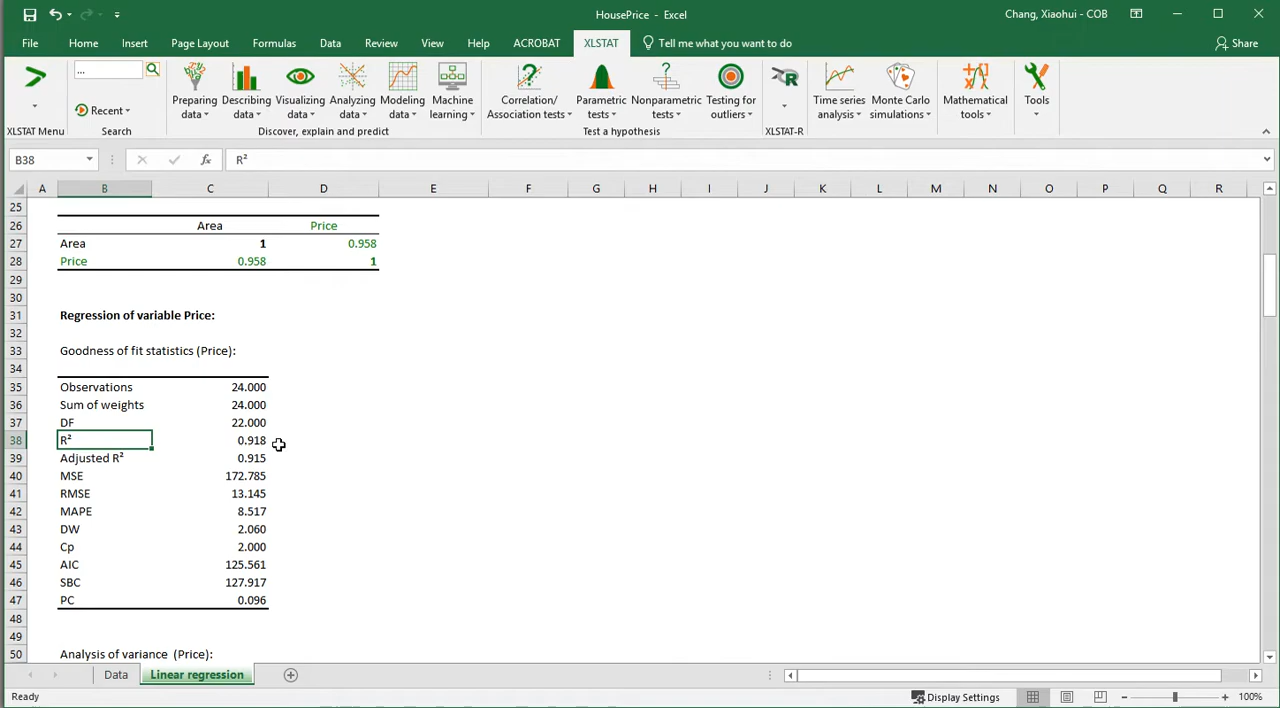 HousePrice - Excel
Chang, Xiaohui - COB
File Home Insert Page Layout Formulas Data Review View Help ACROBAT XLSTAT Tell me what you want to do Share
...
Recent
Preparing data
Describing data
Visualizing data
Analyzing data
Modeling data
Machine learning
Correlation/ Association tests
Parametric tests
Nonparametric tests
Testing for outliers
Time series analysis
Monte Carlo simulations
Mathematical tools
Tools
XLSTAT Menu Search Discover, explain and predict Test a hypothesis XLSTAT-R
B38 fx R²
A B C D E F G H I J K L M N O P Q R
25
26 Area Price
27 Area 1 0.958
28 Price 0.958 1
29
30
31 Regression of variable Price:
32
33 Goodness of fit statistics (Price):
34
35 Observations 24.000
36 Sum of weights 24.000
37 DF 22.000
38 R² 0.918
39 Adjusted R² 0.915
40 MSE 172.785
41 RMSE 13.145
42 MAPE 8.517
43 DW 2.060
44 Cp 2.000
45 AIC 125.561
46 SBC 127.917
47 PC 0.096
48
49
50 Analysis of variance (Price):
Data Linear regression
Ready Display Settings 100%